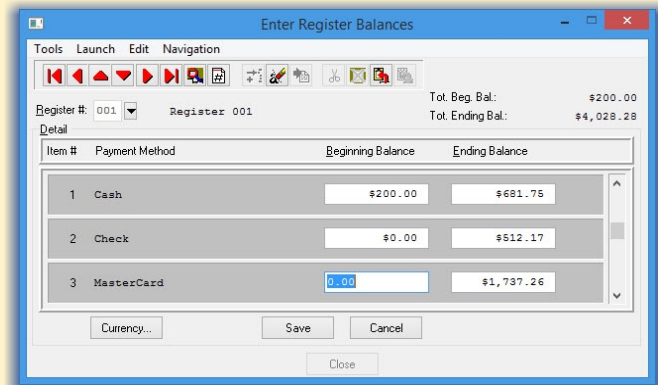 Enter Register Balances
Tools Launch Edit Navigation
Register #: 001 Register 001
Tot. Beg. Bal.: $200.00
Tot. Ending Bal.: $4,028.28
Detail
Item # Payment Method Beginning Balance Ending Balance
1 Cash $200.00 $681.75
2 Check $0.00 $512.17
3 MasterCard 0.00 $1,737.26
Currency... Save Cancel
Close